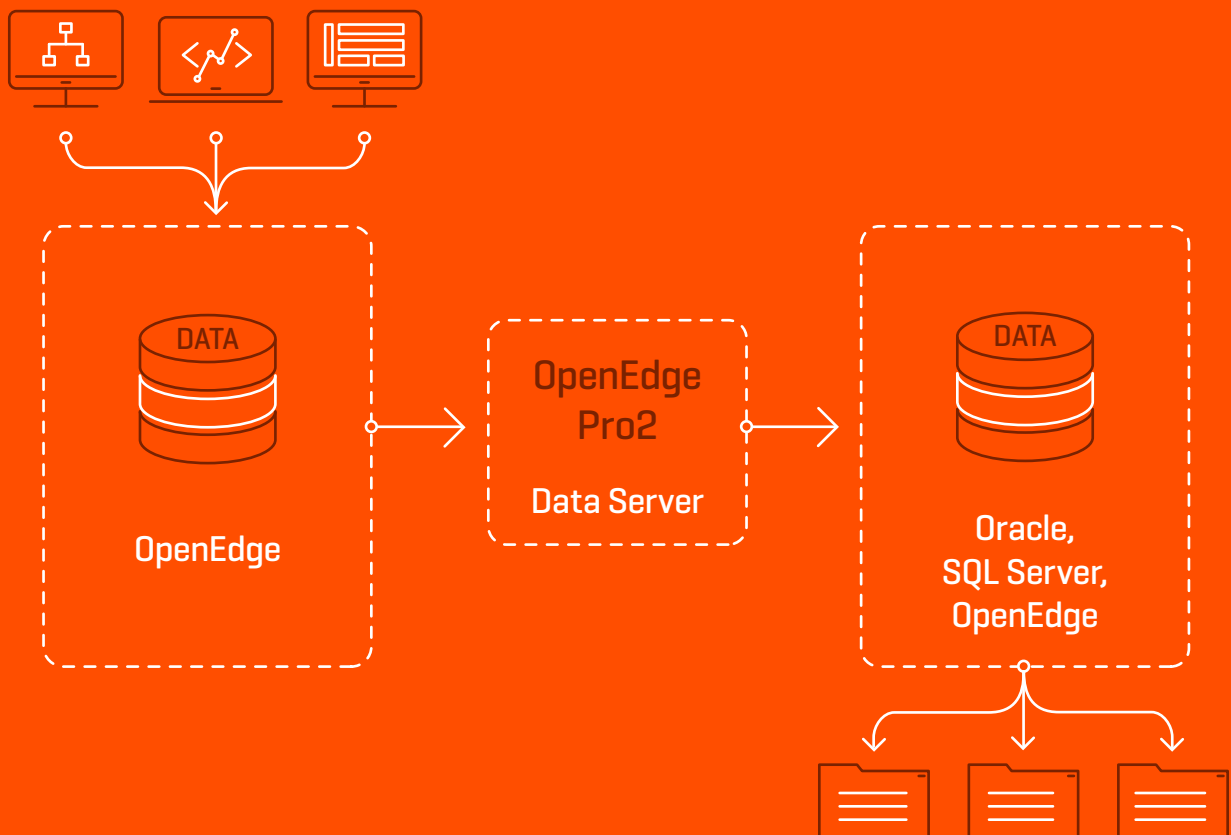 DATA
OpenEdge
OpenEdge
Pro2
Data Server
DATA
Oracle,
SQL Server,
OpenEdge